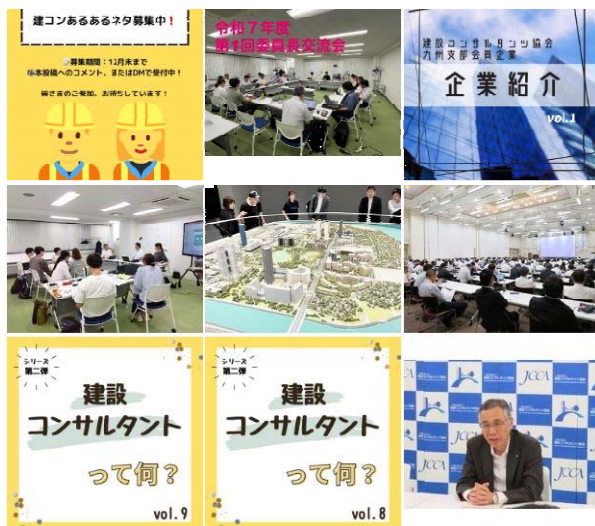 建コンあるあるネタ募集中!
募集期間:12月末まで
本投稿へのコメント、またはDMで受付中!
皆さまのご参加、お待ちしています!
令和7年度
第1回委員長交流会
建設コンサルタンツ協会
九州支部会員企業
企業紹介
vol.1
シリーズ
第二弾
建設
コンサルタント
って何?
vol.9
シリーズ
第二弾
建設
コンサルタント
って何?
vol.8
JCCA
JCCA
JCCA